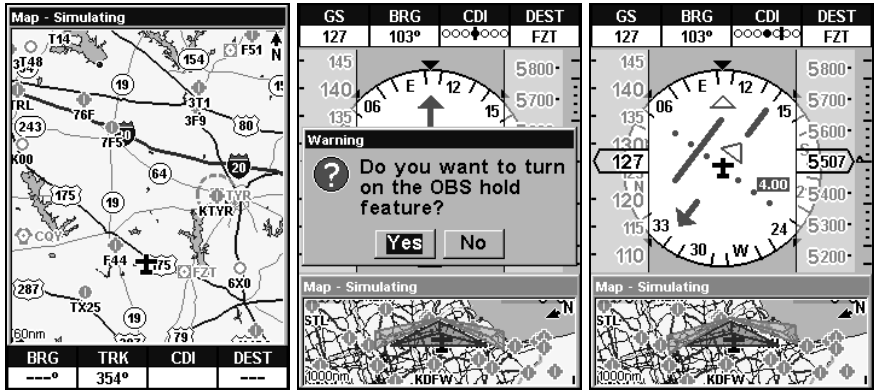 Map - Simulating
T14
T48
154
F51
N
TRL
19
3T1
76F
3F9
243
7F5
80
K00
64
20
175
19
TYR
KTYR
CQY
F44
175
FZT
6X0
287
TX25
79
60nm
BRG TRK CDI DEST
---° 354° ---
GS BRG CDI DEST
127 103° FZT
145
140
135
06 E 12 15
5800
5700
Warning
Do you want to turn
on the OBS hold
feature?
Yes No
Map - Simulating
STL
N
1000nm
KDFW
GS BRG CDI DEST
127 103° FZT
145
140
135
130
127
120
115
110
06 E 12 15
N
4.00
33 30 W 24
5800
5700
5600
5507
5400
5300
5200
Map - Simulating
STL
N
1000nm
KDFW